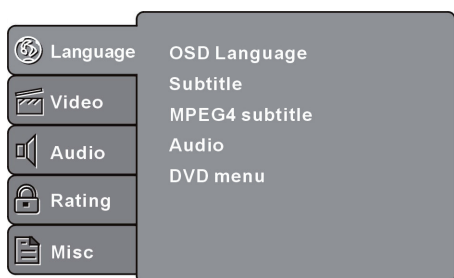 Language
Video
Audio
Rating
Misc
OSD Language
Subtitle
MPEG4 subtitle
Audio
DVD menu